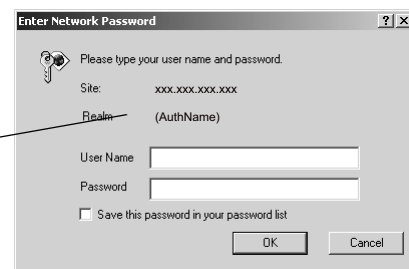 Enter Network Password
? X
Please type your user name and password.
Site: xxx.xxx.xxx.xxx
Realm (AuthName)
User Name
Password
Save this password in your password list
OK Cancel